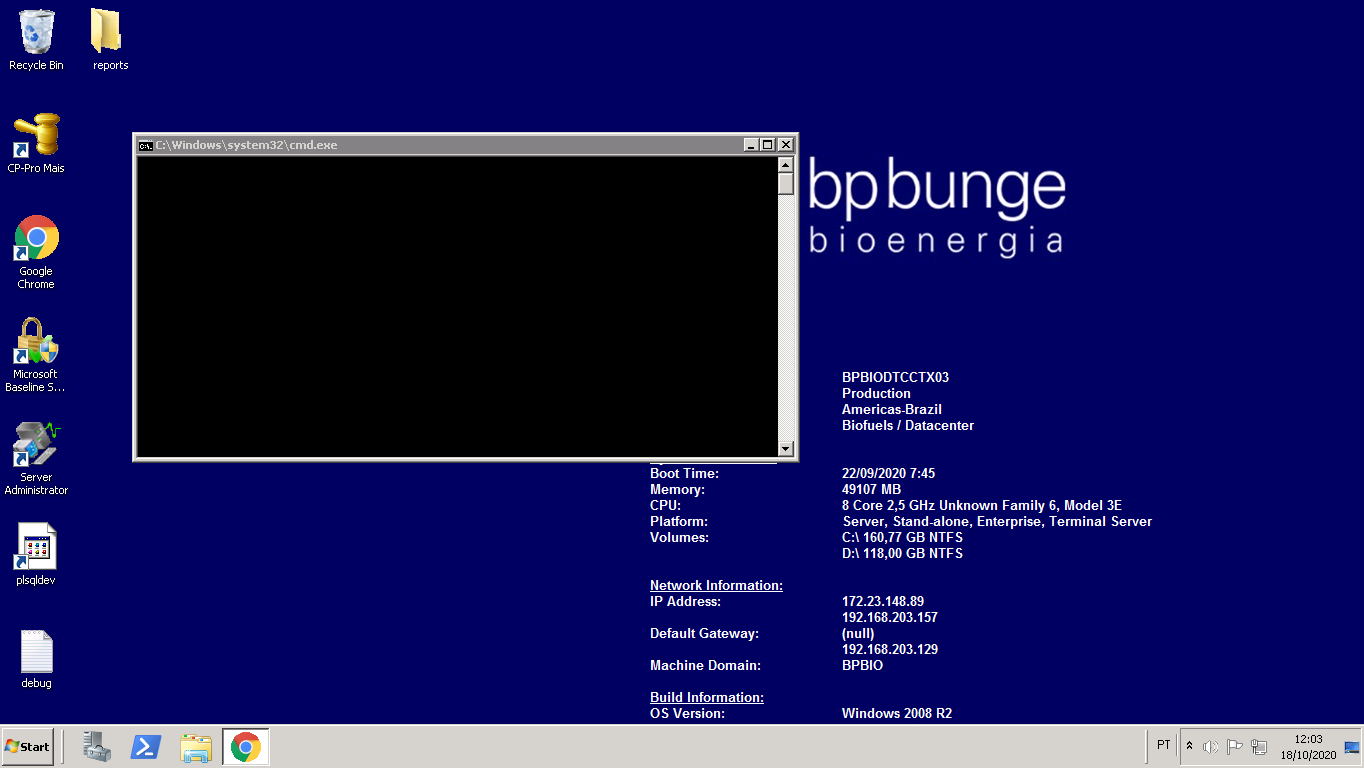 Recycle Bin
reports
CP-Pro Mais
Google
Chrome
Microsoft
Baseline S...
Server
Administrator
plsqldev
debug
C:\Windows\system32\cmd.exe
bp bunge
bioenergia
BPBIODTCCTX03
Production
Americas-Brazil
Biofuels / Datacenter
Boot Time: 22/09/2020 7:45
Memory: 49107 MB
CPU: 8 Core 2,5 GHz Unknown Family 6, Model 3E
Platform: Server, Stand-alone, Enterprise, Terminal Server
Volumes: C:\ 160,77 GB NTFS
D:\ 118,00 GB NTFS
Network Information:
IP Address: 172.23.148.89
192.168.203.157
Default Gateway: (null)
192.168.203.129
Machine Domain: BPBIO
Build Information:
OS Version: Windows 2008 R2
Start
PT
12:03
18/10/2020